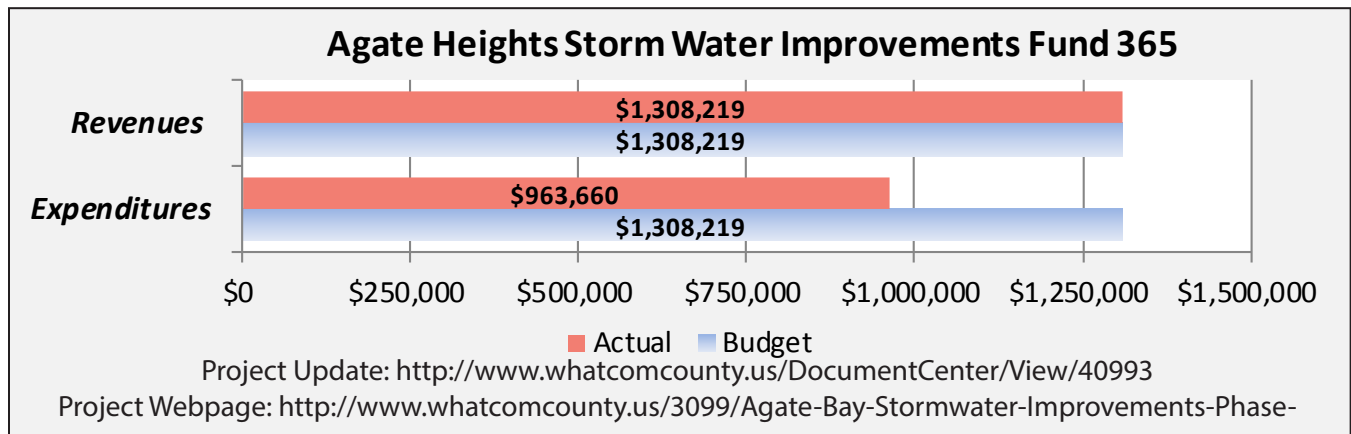 Agate Heights Storm Water Improvements Fund 365
Revenues
$1,308,219
$1,308,219
Expenditures
$963,660
$1,308,219
$0 $250,000 $500,000 $750,000 $1,000,000 $1,250,000 $1,500,000
Actual Budget
Project Update: http://www.whatcomcounty.us/DocumentCenter/View/40993
Project Webpage: http://www.whatcomcounty.us/3099/Agate-Bay-Stormwater-Improvements-Phase-